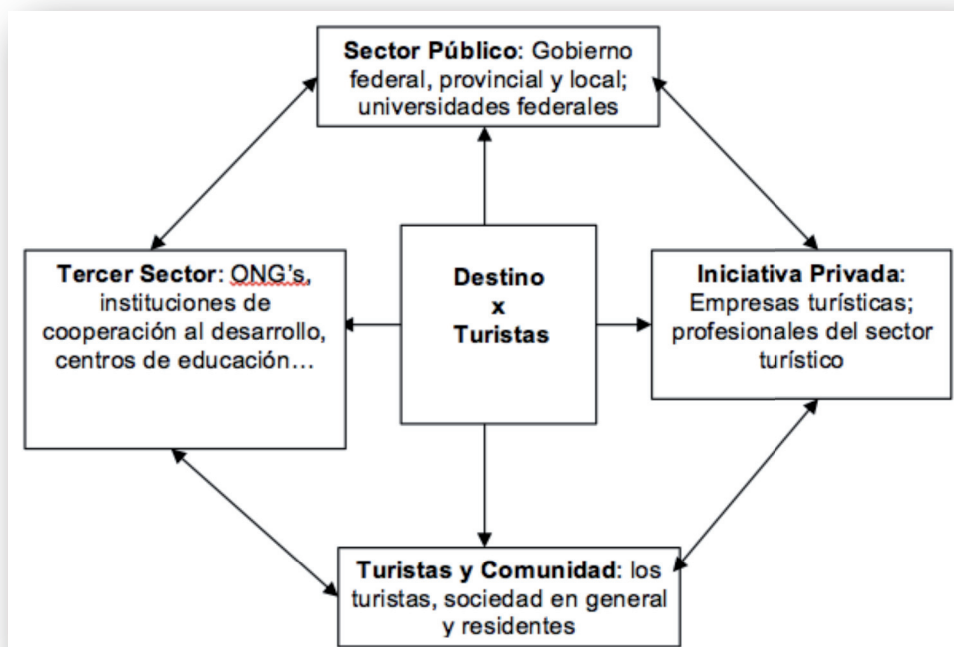 Sector Público: Gobierno
federal, provincial y local;
universidades federales
Tercer Sector: ONG's,
instituciones de
cooperación al desarrollo,
centros de educación…
Destino
x
Turistas
Iniciativa Privada:
Empresas turísticas;
profesionales del sector
turístico
Turistas y Comunidad: los
turistas, sociedad en general
y residentes